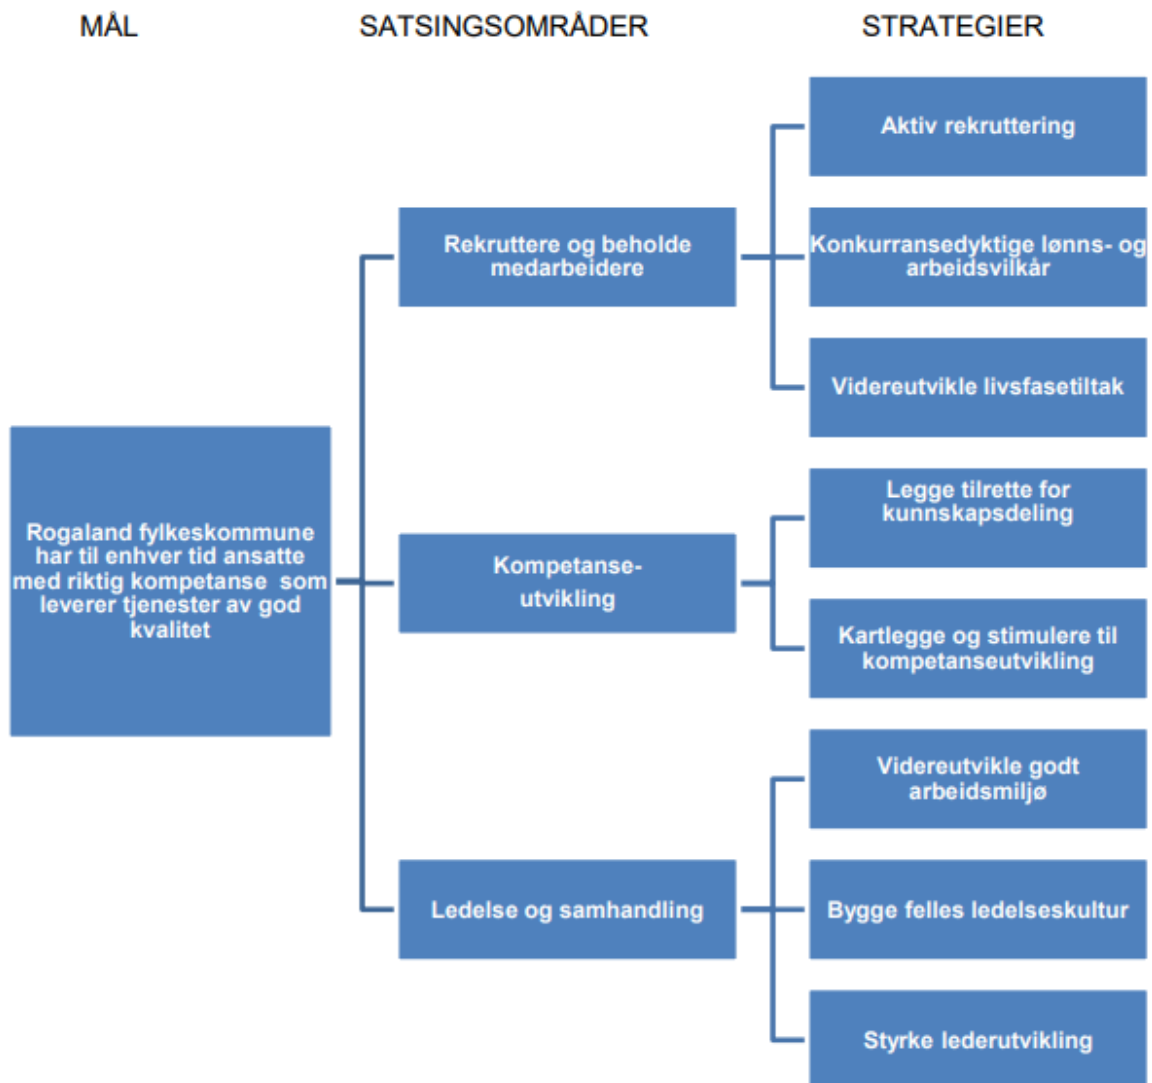 MÅL SATSINGSOMRÅDER STRATEGIER
Rogaland fylkeskommune
har til enhver tid ansatte
med riktig kompetanse som
leverer tjenester av god
kvalitet
Rekruttere og beholde
medarbeidere
Aktiv rekruttering
Konkurransedyktige lønns- og
arbeidsvilkår
Videreutvikle livsfasetiltak
Kompetanse-
utvikling
Legge tilrette for
kunnskapsdeling
Kartlegge og stimulere til
kompetanseutvikling
Ledelse og samhandling
Videreutvikle godt
arbeidsmiljø
Bygge felles ledelseskultur
Styrke lederutvikling